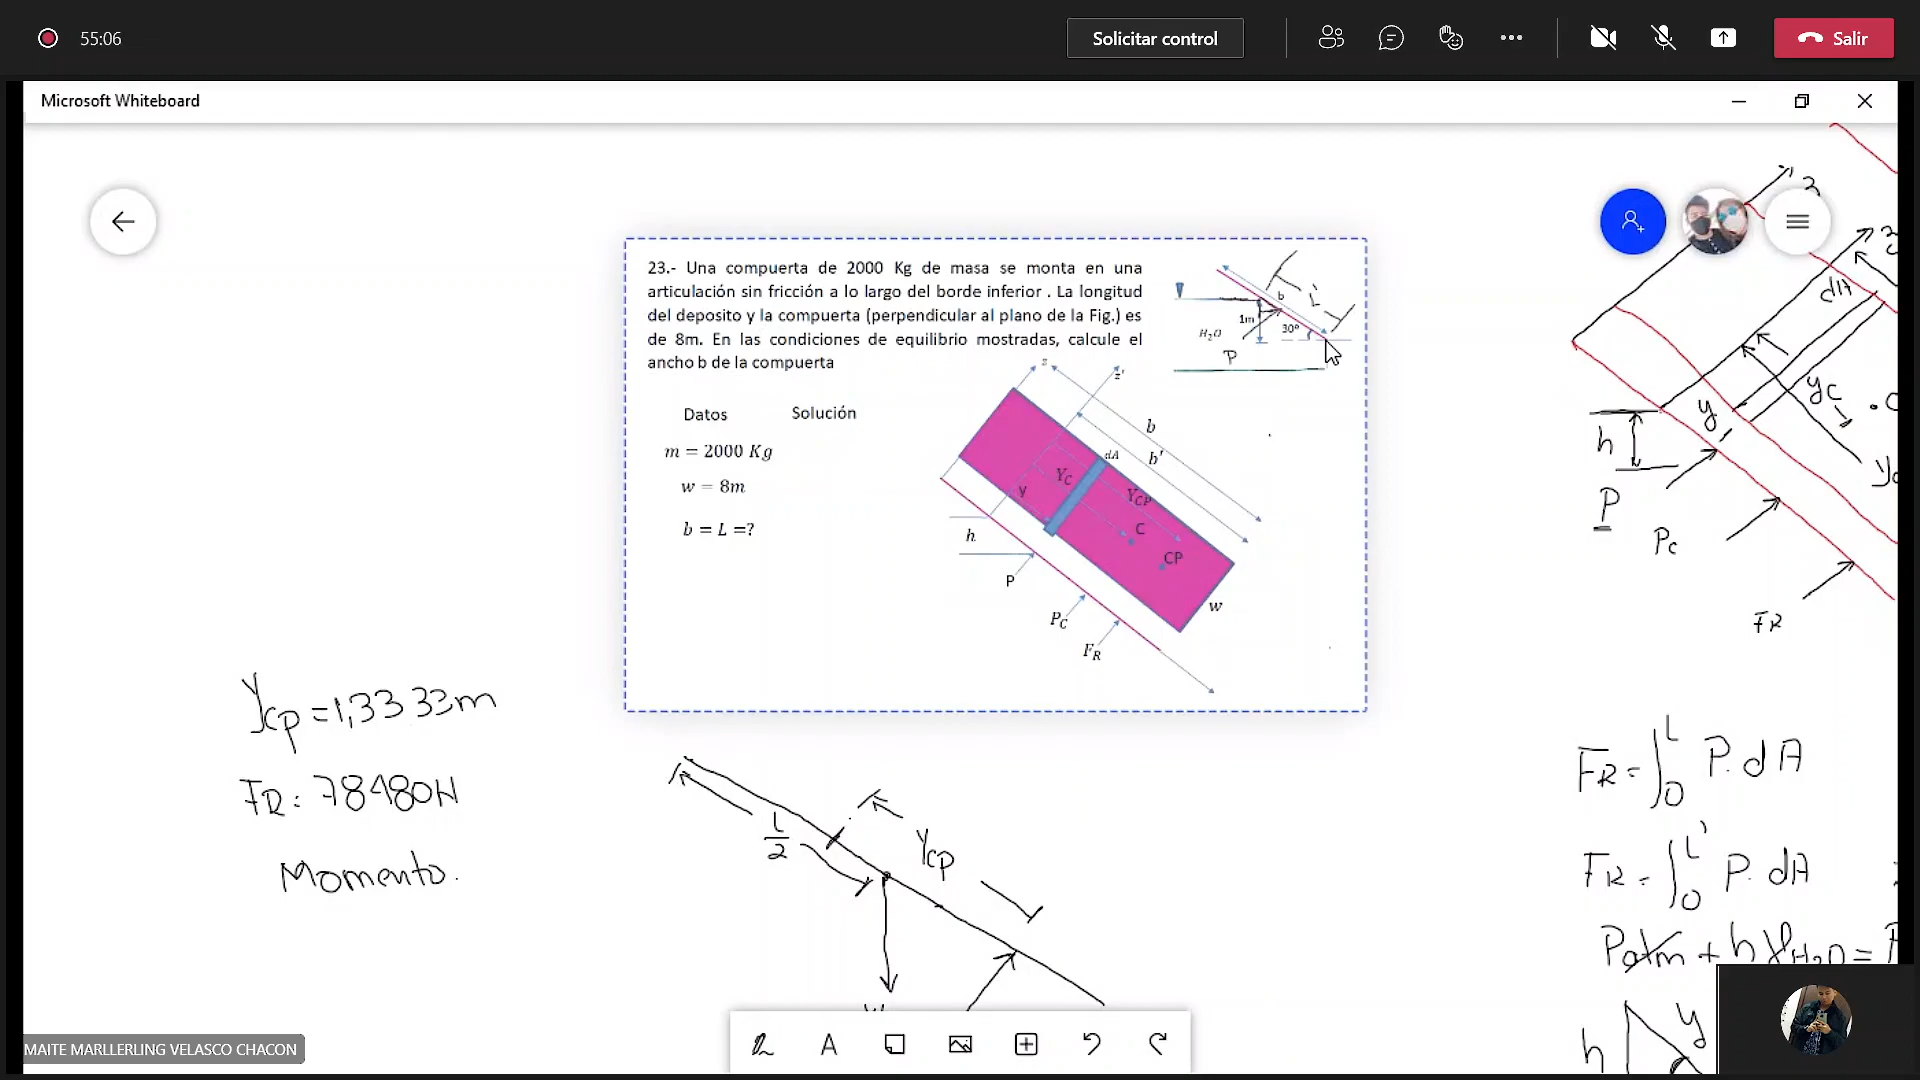 55:06
Solicitar control
Salir
Microsoft Whiteboard
23.- Una compuerta de 2000 Kg de masa se monta en una
articulación sin fricción a lo largo del borde inferior . La longitud
del deposito y la compuerta (perpendicular al plano de la Fig.) es
de 8m. En las condiciones de equilibrio mostradas, calcule el
ancho b de la compuerta
b
L'
1m
H₂O
30°
P
Datos
Solución
m = 2000 Kg
w = 8m
b = L =?
z
z'
b
b'
dA
Y_C
y
Y_CP
C
CP
h
P
w
P_C
F_R
dA
yc
y
h
P
Pc
FR
Ycp = 1,3333m
FR: 78480N
Momento.
L/2
Ycp
FR = ∫₀ᴸ P. dA
FR = ∫₀ᴸ' P. dA
Patm + h γH₂O =
h
y
MAITE MARLLERLING VELASCO CHACON